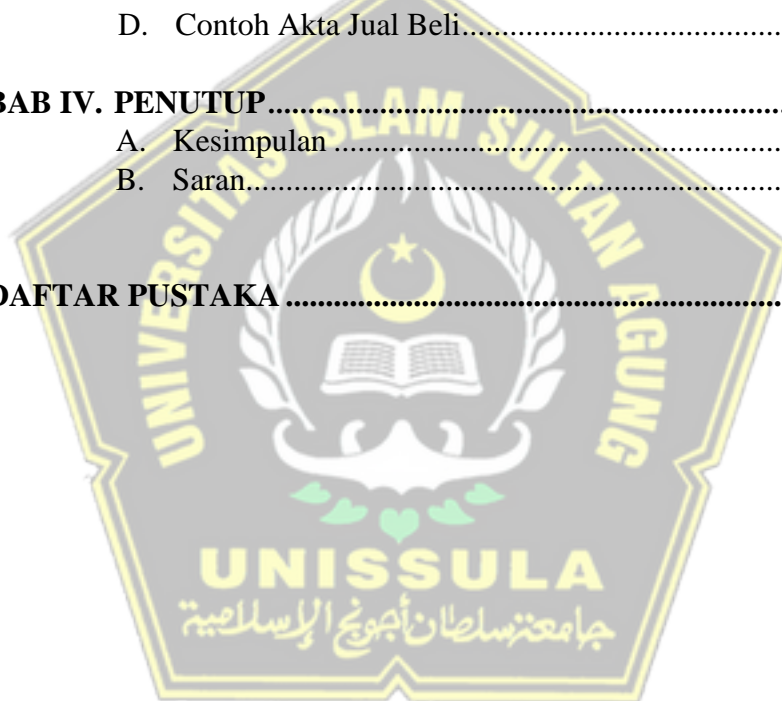 D. Contoh Akta Jual Beli....................................
BAB IV. PENUTUP..................................................................
A. Kesimpulan.........................................................
B. Saran....................................................................
DAFTAR PUSTAKA...............................................................
UNIVERSITAS ISLAM SULTAN AGUNG
UNISSULA
جامعة سلطان أجونج الإسلامية